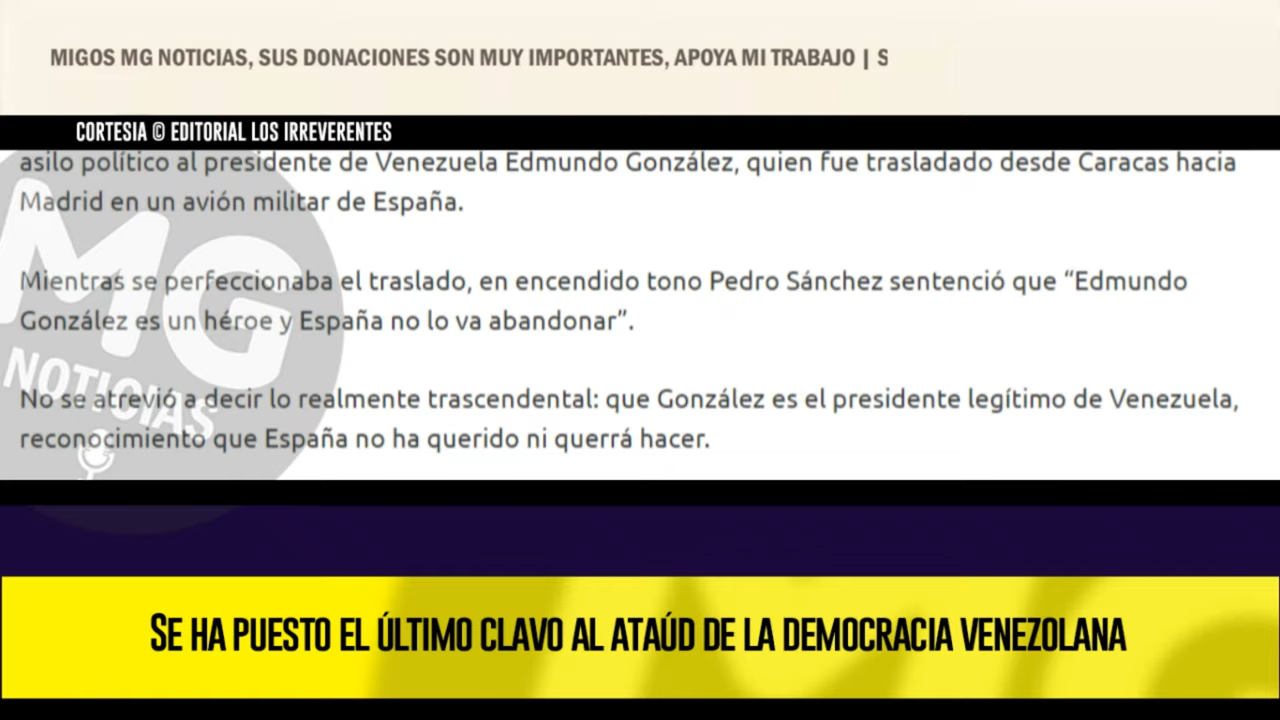 MIGOS MG NOTICIAS, SUS DONACIONES SON MUY IMPORTANTES, APOYA MI TRABAJO | S
CORTESIA © EDITORIAL LOS IRREVERENTES
asilo político al presidente de Venezuela Edmundo González, quien fue trasladado desde Caracas hacia
Madrid en un avión militar de España.
Mientras se perfeccionaba el traslado, en encendido tono Pedro Sánchez sentenció que “Edmundo
González es un héroe y España no lo va abandonar”.
No se atrevió a decir lo realmente trascendental: que González es el presidente legítimo de Venezuela,
reconocimiento que España no ha querido ni querrá hacer.
MG
NOTICIAS
SE HA PUESTO EL ÚLTIMO CLAVO AL ATAÚD DE LA DEMOCRACIA VENEZOLANA